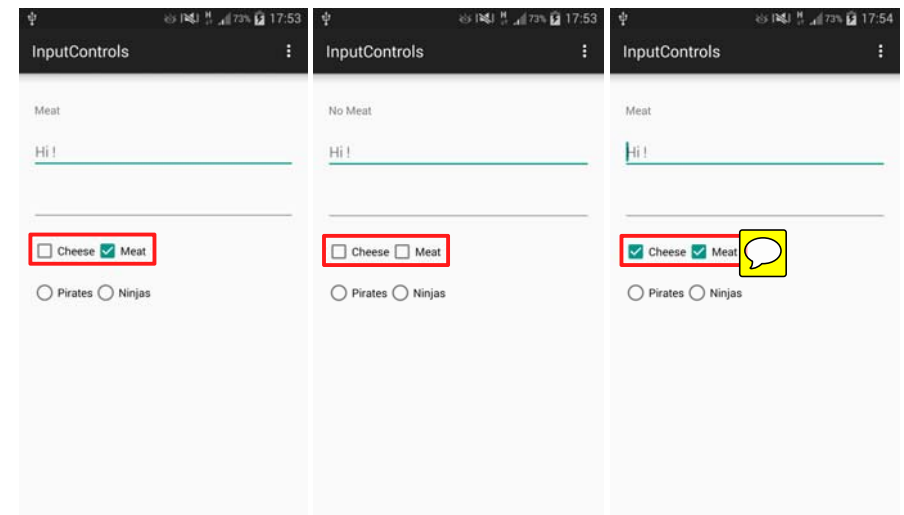 73% 17:53
InputControls
Meat
Hi !
Cheese Meat
Pirates Ninjas
73% 17:53
InputControls
No Meat
Hi !
Cheese Meat
Pirates Ninjas
73% 17:54
InputControls
Meat
Hi !
Cheese Meat
Pirates Ninjas